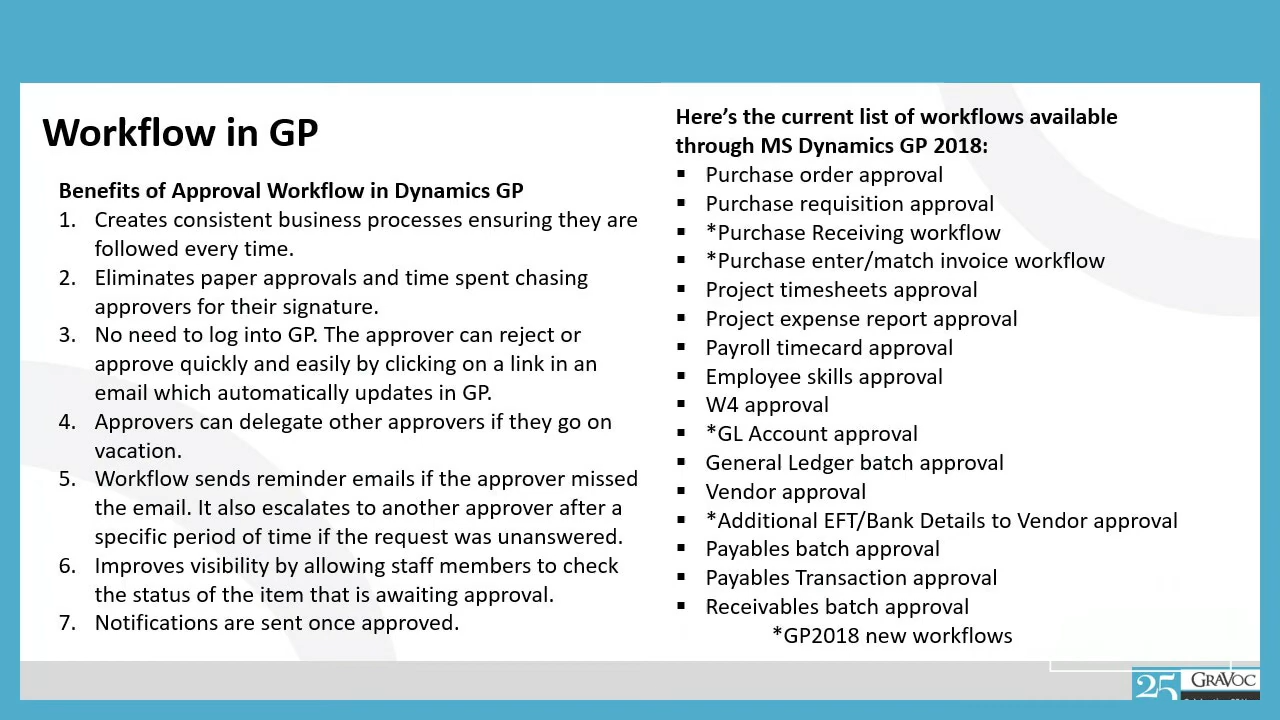 Workflow in GP
Benefits of Approval Workflow in Dynamics GP
1. Creates consistent business processes ensuring they are
followed every time.
2. Eliminates paper approvals and time spent chasing
approvers for their signature.
3. No need to log into GP. The approver can reject or
approve quickly and easily by clicking on a link in an
email which automatically updates in GP.
4. Approvers can delegate other approvers if they go on
vacation.
5. Workflow sends reminder emails if the approver missed
the email. It also escalates to another approver after a
specific period of time if the request was unanswered.
6. Improves visibility by allowing staff members to check
the status of the item that is awaiting approval.
7. Notifications are sent once approved.
Here’s the current list of workflows available
through MS Dynamics GP 2018:
▪ Purchase order approval
▪ Purchase requisition approval
▪ *Purchase Receiving workflow
▪ *Purchase enter/match invoice workflow
▪ Project timesheets approval
▪ Project expense report approval
▪ Payroll timecard approval
▪ Employee skills approval
▪ W4 approval
▪ *GL Account approval
▪ General Ledger batch approval
▪ Vendor approval
▪ *Additional EFT/Bank Details to Vendor approval
▪ Payables batch approval
▪ Payables Transaction approval
▪ Receivables batch approval
*GP2018 new workflows
25 GRAVOC